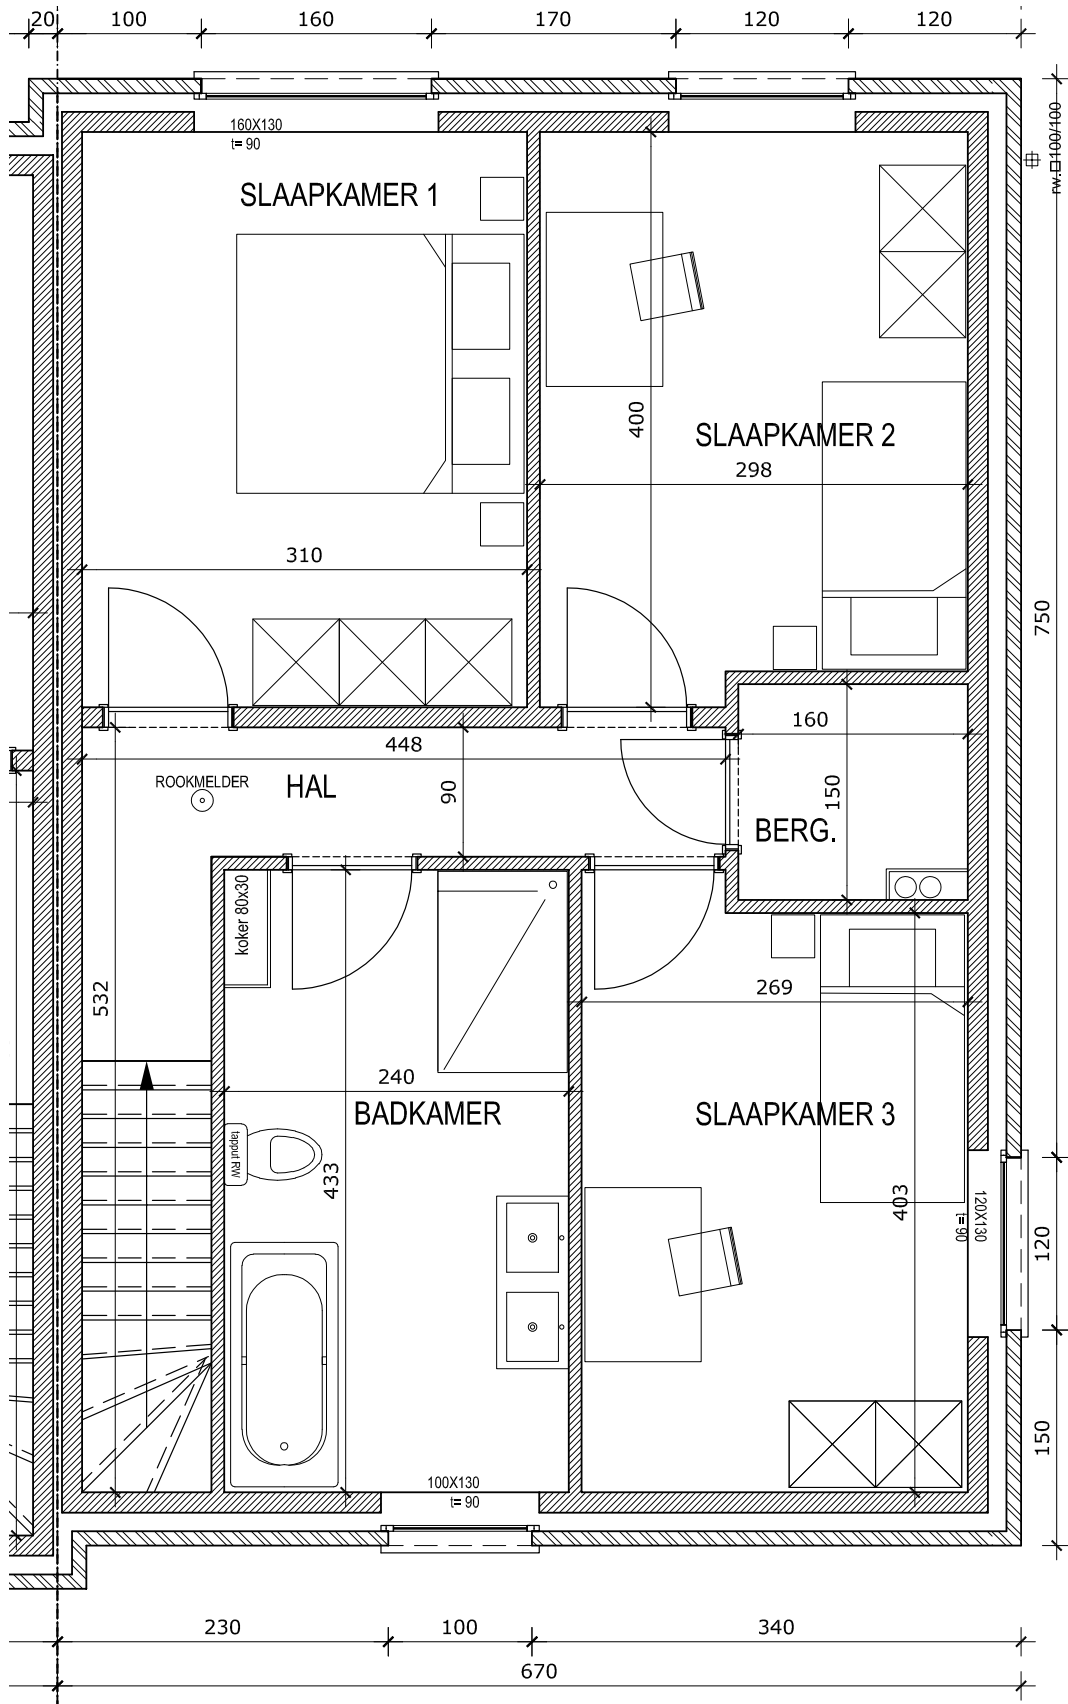 20 100 160 170 120 120
160X130
t= 90
rw.□100/100
SLAAPKAMER 1
400
SLAAPKAMER 2
298
310
750
160
448
ROOKMELDER
HAL
90
150
BERG.
koker 80x30
532
269
240
BADKAMER
SLAAPKAMER 3
tapput RW
433
403
120X130
t= 90
120
150
100X130
t= 90
230 100 340
670